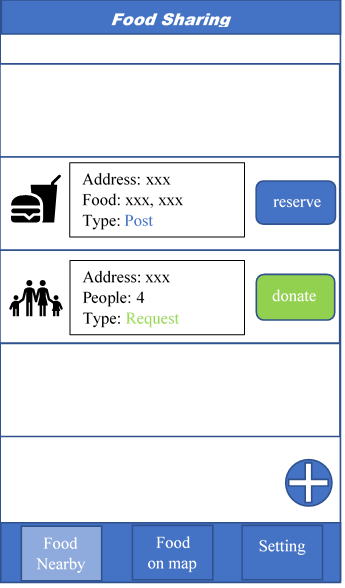 Food Sharing
Address: xxx
Food: xxx, xxx
Type: Post
reserve
Address: xxx
People: 4
Type: Request
donate
Food
Nearby
Food
on map
Setting